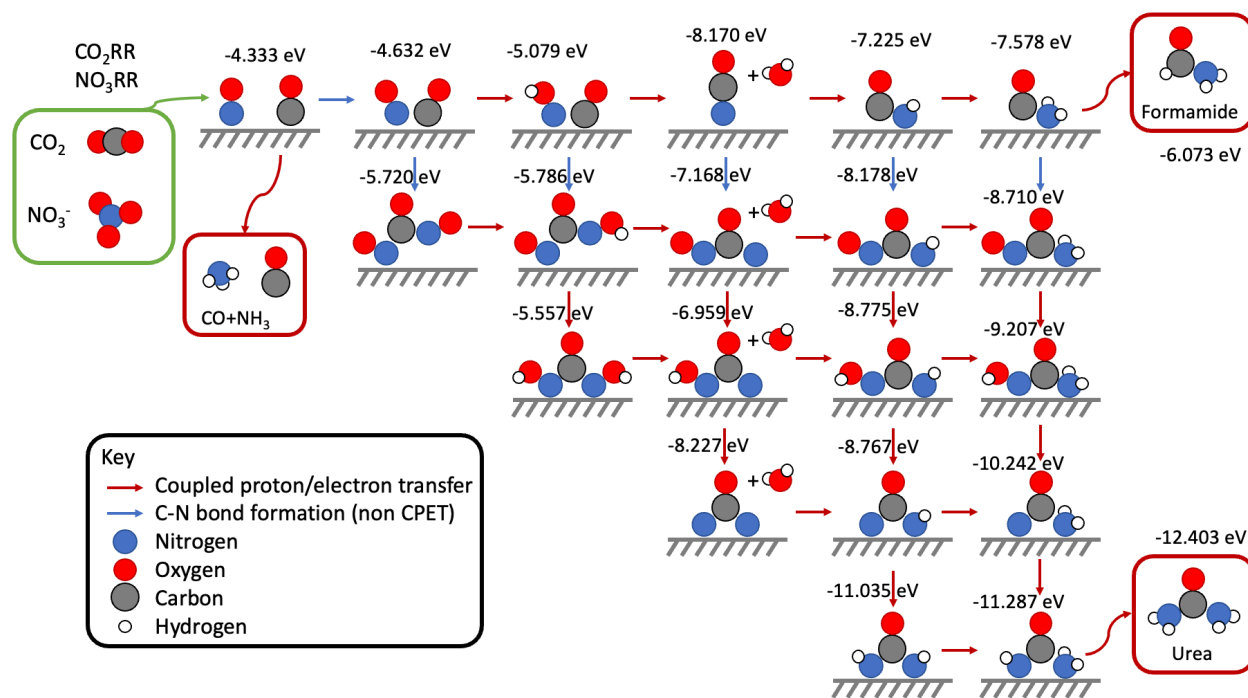 CO₂RR
NO₃RR
-4.333 eV
-4.632 eV
-5.079 eV
-8.170 eV
-7.225 eV
-7.578 eV
+
Formamide
-6.073 eV
CO₂
NO₃⁻
CO+NH₃
-5.720 eV
-5.786 eV
-7.168 eV
-8.178 eV
-8.710 eV
+
-5.557 eV
-6.959 eV
-8.775 eV
-9.207 eV
+
-8.227 eV
-8.767 eV
-10.242 eV
+
-11.035 eV
-11.287 eV
-12.403 eV
Urea
Key
Coupled proton/electron transfer
C-N bond formation (non CPET)
Nitrogen
Oxygen
Carbon
Hydrogen